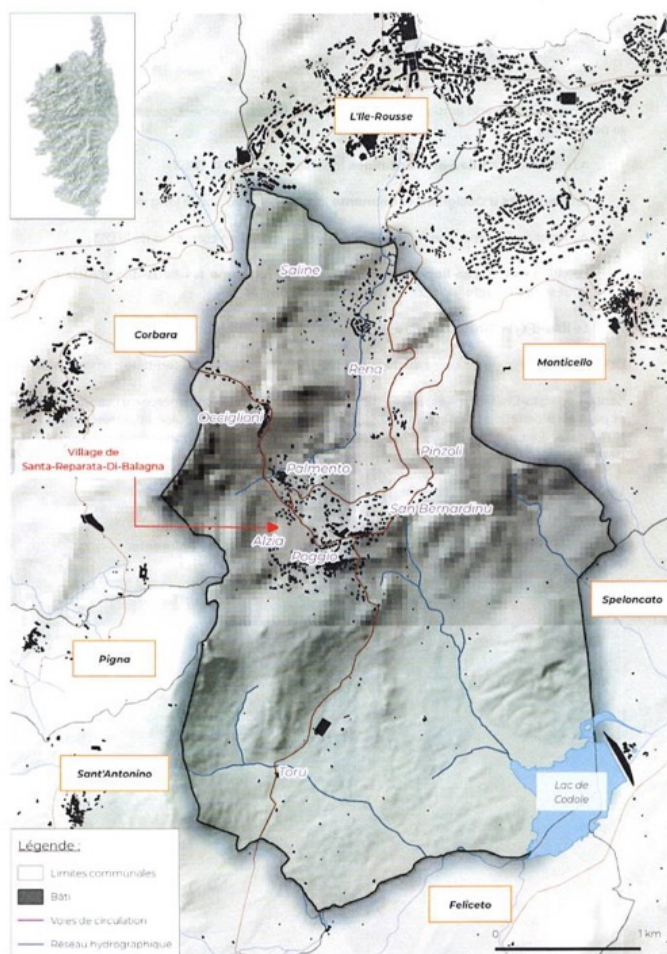 L'Ile-Rousse
Saline
Corbara
Monticello
Rena
Occigliani
Village de
Santa-Reparata-Di-Balagna
Palmento
Pinzoli
San Bernardinu
Alzia
Poggio
Speloncato
Pigna
Sant'Antonino
Toru
Lac de
Codole
Légende :
Limites communales
Bâti
Voies de circulation
Réseau hydrographique
Feliceto
0 1 km